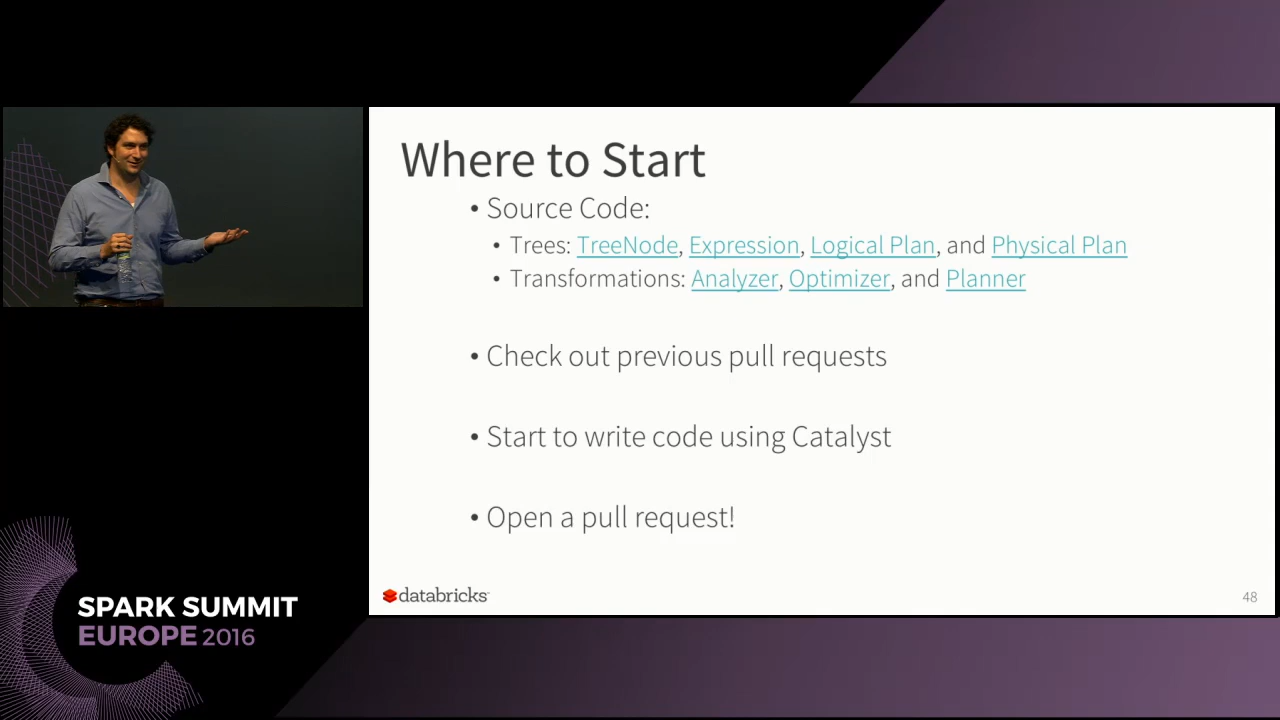 Where to Start
• Source Code:
• Trees: TreeNode, Expression, Logical Plan, and Physical Plan
• Transformations: Analyzer, Optimizer, and Planner
• Check out previous pull requests
• Start to write code using Catalyst
• Open a pull request!
databricks
48
SPARK SUMMIT
EUROPE 2016